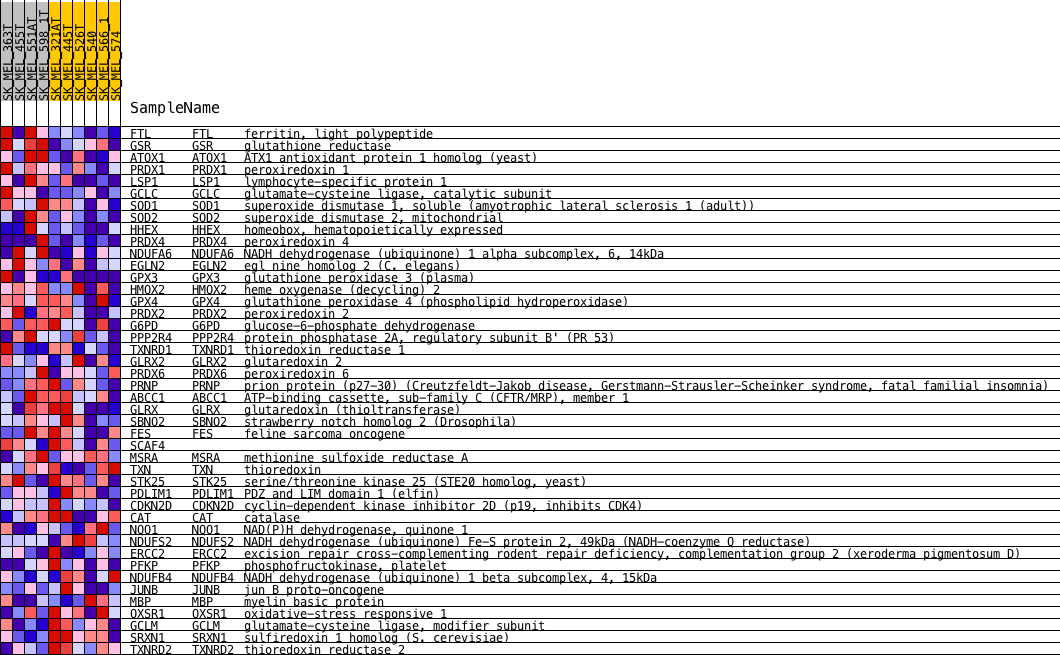 SK_MEL_363T
SK_MEL_455T
SK_MEL_551AT
SK_MEL_598_1T
SK_MEL_321AT
SK_MEL_445T
SK_MEL_526T
SK_MEL_540
SK_MEL_566_1
SK_MEL_574
SampleName
FTL FTL ferritin, light polypeptide
GSR GSR glutathione reductase
ATOX1 ATOX1 ATX1 antioxidant protein 1 homolog (yeast)
PRDX1 PRDX1 peroxiredoxin 1
LSP1 LSP1 lymphocyte-specific protein 1
GCLC GCLC glutamate-cysteine ligase, catalytic subunit
SOD1 SOD1 superoxide dismutase 1, soluble (amyotrophic lateral sclerosis 1 (adult))
SOD2 SOD2 superoxide dismutase 2, mitochondrial
HHEX HHEX homeobox, hematopoietically expressed
PRDX4 PRDX4 peroxiredoxin 4
NDUFA6 NDUFA6 NADH dehydrogenase (ubiquinone) 1 alpha subcomplex, 6, 14kDa
EGLN2 EGLN2 egl nine homolog 2 (C. elegans)
GPX3 GPX3 glutathione peroxidase 3 (plasma)
HMOX2 HMOX2 heme oxygenase (decycling) 2
GPX4 GPX4 glutathione peroxidase 4 (phospholipid hydroperoxidase)
PRDX2 PRDX2 peroxiredoxin 2
G6PD G6PD glucose-6-phosphate dehydrogenase
PPP2R4 PPP2R4 protein phosphatase 2A, regulatory subunit B' (PR 53)
TXNRD1 TXNRD1 thioredoxin reductase 1
GLRX2 GLRX2 glutaredoxin 2
PRDX6 PRDX6 peroxiredoxin 6
PRNP PRNP prion protein (p27-30) (Creutzfeldt-Jakob disease, Gerstmann-Strausler-Scheinker syndrome, fatal familial insomnia)
ABCC1 ABCC1 ATP-binding cassette, sub-family C (CFTR/MRP), member 1
GLRX GLRX glutaredoxin (thioltransferase)
SBNO2 SBNO2 strawberry notch homolog 2 (Drosophila)
FES FES feline sarcoma oncogene
SCAF4
MSRA MSRA methionine sulfoxide reductase A
TXN TXN thioredoxin
STK25 STK25 serine/threonine kinase 25 (STE20 homolog, yeast)
PDLIM1 PDLIM1 PDZ and LIM domain 1 (elfin)
CDKN2D CDKN2D cyclin-dependent kinase inhibitor 2D (p19, inhibits CDK4)
CAT CAT catalase
NQO1 NQO1 NAD(P)H dehydrogenase, quinone 1
NDUFS2 NDUFS2 NADH dehydrogenase (ubiquinone) Fe-S protein 2, 49kDa (NADH-coenzyme Q reductase)
ERCC2 ERCC2 excision repair cross-complementing rodent repair deficiency, complementation group 2 (xeroderma pigmentosum D)
PFKP PFKP phosphofructokinase, platelet
NDUFB4 NDUFB4 NADH dehydrogenase (ubiquinone) 1 beta subcomplex, 4, 15kDa
JUNB JUNB jun B proto-oncogene
MBP MBP myelin basic protein
OXSR1 OXSR1 oxidative-stress responsive 1
GCLM GCLM glutamate-cysteine ligase, modifier subunit
SRXN1 SRXN1 sulfiredoxin 1 homolog (S. cerevisiae)
TXNRD2 TXNRD2 thioredoxin reductase 2